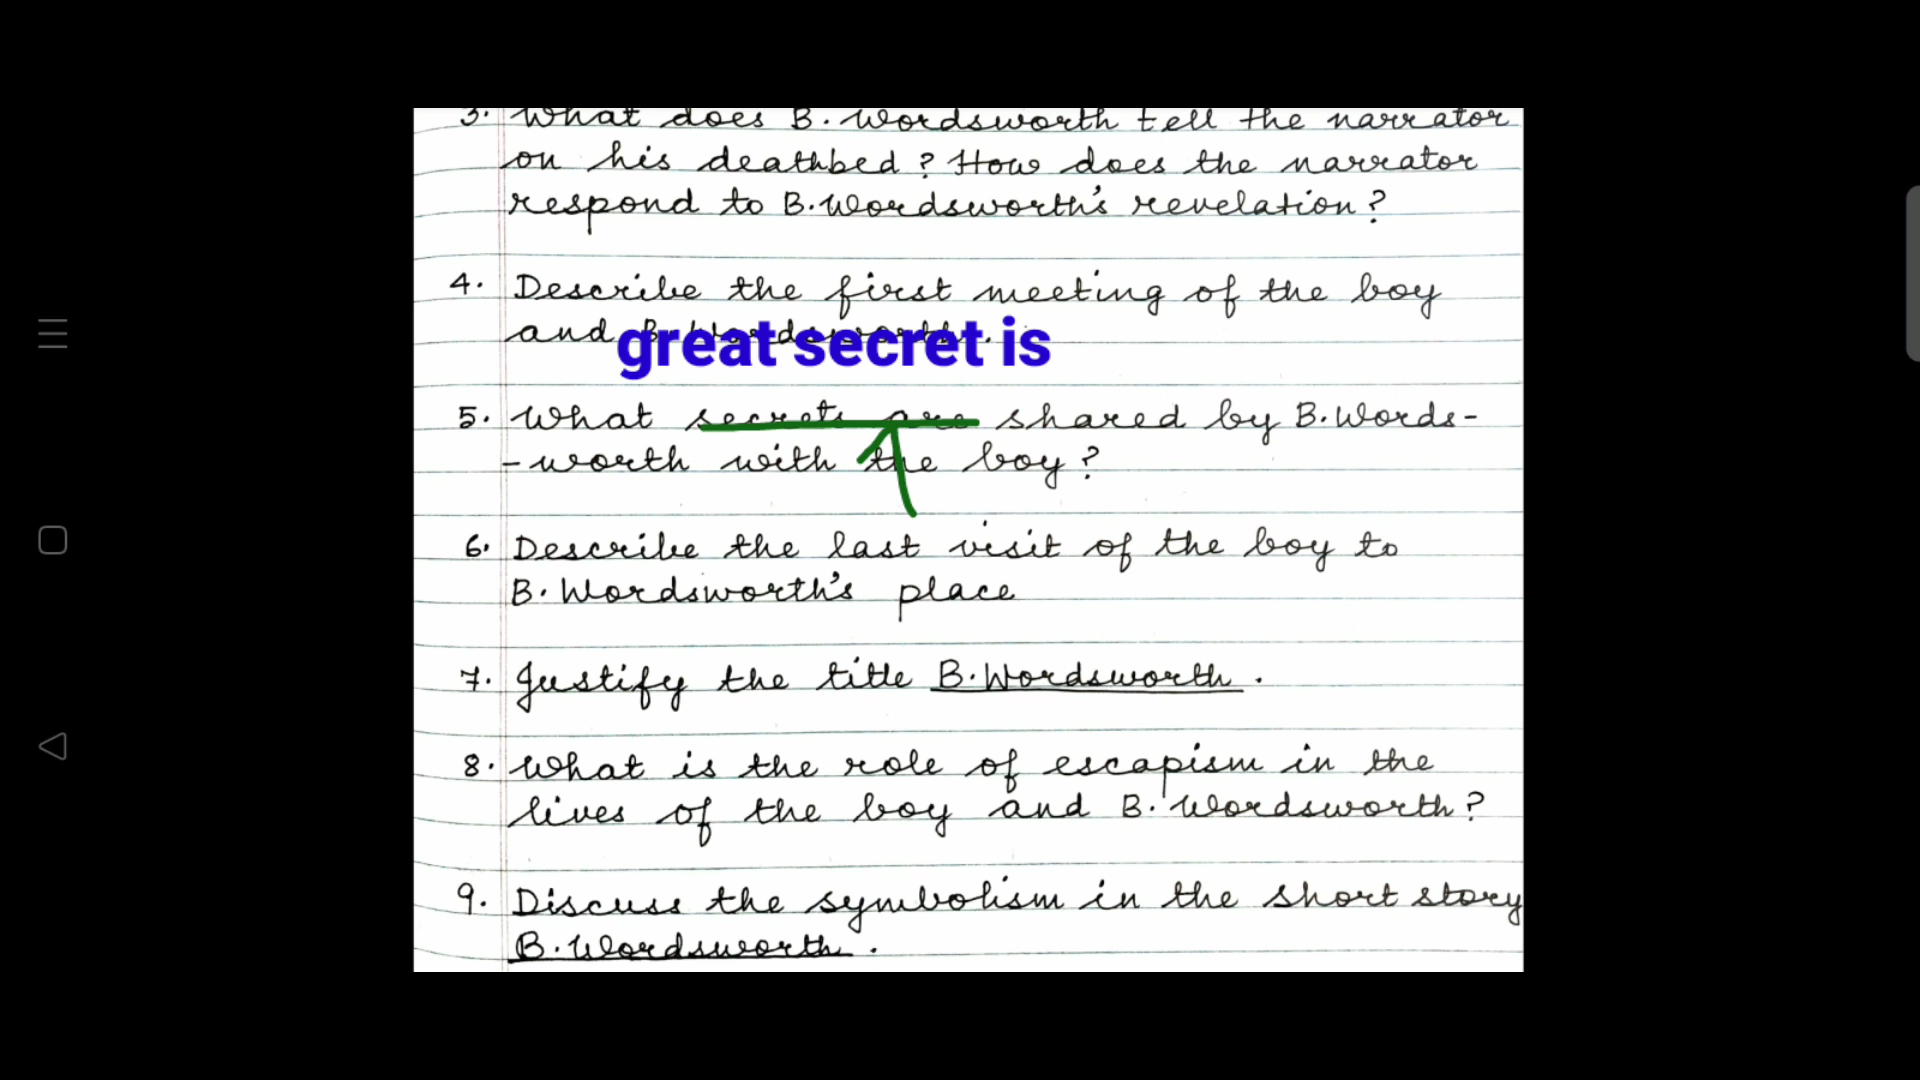 3. What does B. Wordsworth tell the narrator
on his deathbed? How does the narrator
respond to B. Wordsworth's revelation?
4. Describe the first meeting of the boy
and B. Wordsworth.
great secret is
5. What secrets are shared by B. Words-
-worth with the boy?
6. Describe the last visit of the boy to
B. Wordsworth's place
7. Justify the title B. Wordsworth.
8. What is the role of escapism in the
lives of the boy and B. Wordsworth?
9. Discuss the symbolism in the short story
B. Wordsworth.